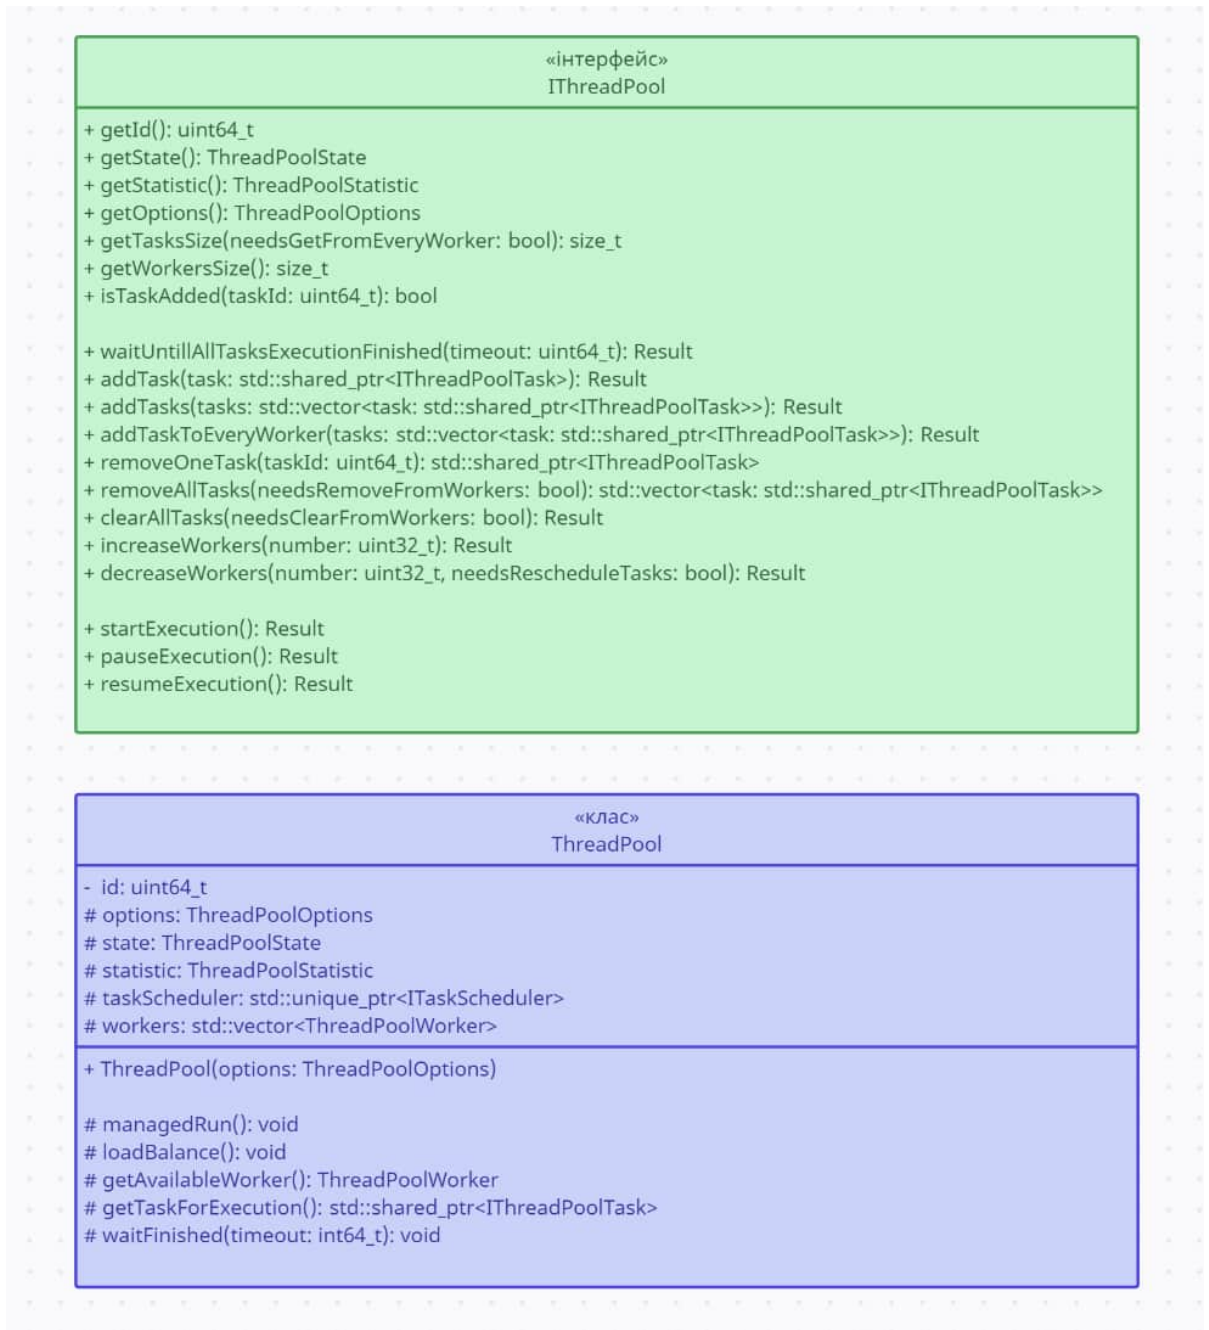 «інтерфейс»
IThreadPool
+ getId(): uint64_t
+ getState(): ThreadPoolState
+ getStatistic(): ThreadPoolStatistic
+ getOptions(): ThreadPoolOptions
+ getTasksSize(needsGetFromEveryWorker: bool): size_t
+ getWorkersSize(): size_t
+ isTaskAdded(taskId: uint64_t): bool
+ waitUntillAllTasksExecutionFinished(timeout: uint64_t): Result
+ addTask(task: std::shared_ptr<IThreadPoolTask>): Result
+ addTasks(tasks: std::vector<task: std::shared_ptr<IThreadPoolTask>>): Result
+ addTaskToEveryWorker(tasks: std::vector<task: std::shared_ptr<IThreadPoolTask>>): Result
+ removeOneTask(taskId: uint64_t): std::shared_ptr<IThreadPoolTask>
+ removeAllTasks(needsRemoveFromWorkers: bool): std::vector<task: std::shared_ptr<IThreadPoolTask>>
+ clearAllTasks(needsClearFromWorkers: bool): Result
+ increaseWorkers(number: uint32_t): Result
+ decreaseWorkers(number: uint32_t, needsRescheduleTasks: bool): Result
+ startExecution(): Result
+ pauseExecution(): Result
+ resumeExecution(): Result
«клас»
ThreadPool
- id: uint64_t
# options: ThreadPoolOptions
# state: ThreadPoolState
# statistic: ThreadPoolStatistic
# taskScheduler: std::unique_ptr<ITaskScheduler>
# workers: std::vector<ThreadPoolWorker>
+ ThreadPool(options: ThreadPoolOptions)
# managedRun(): void
# loadBalance(): void
# getAvailableWorker(): ThreadPoolWorker
# getTaskForExecution(): std::shared_ptr<IThreadPoolTask>
# waitFinished(timeout: int64_t): void